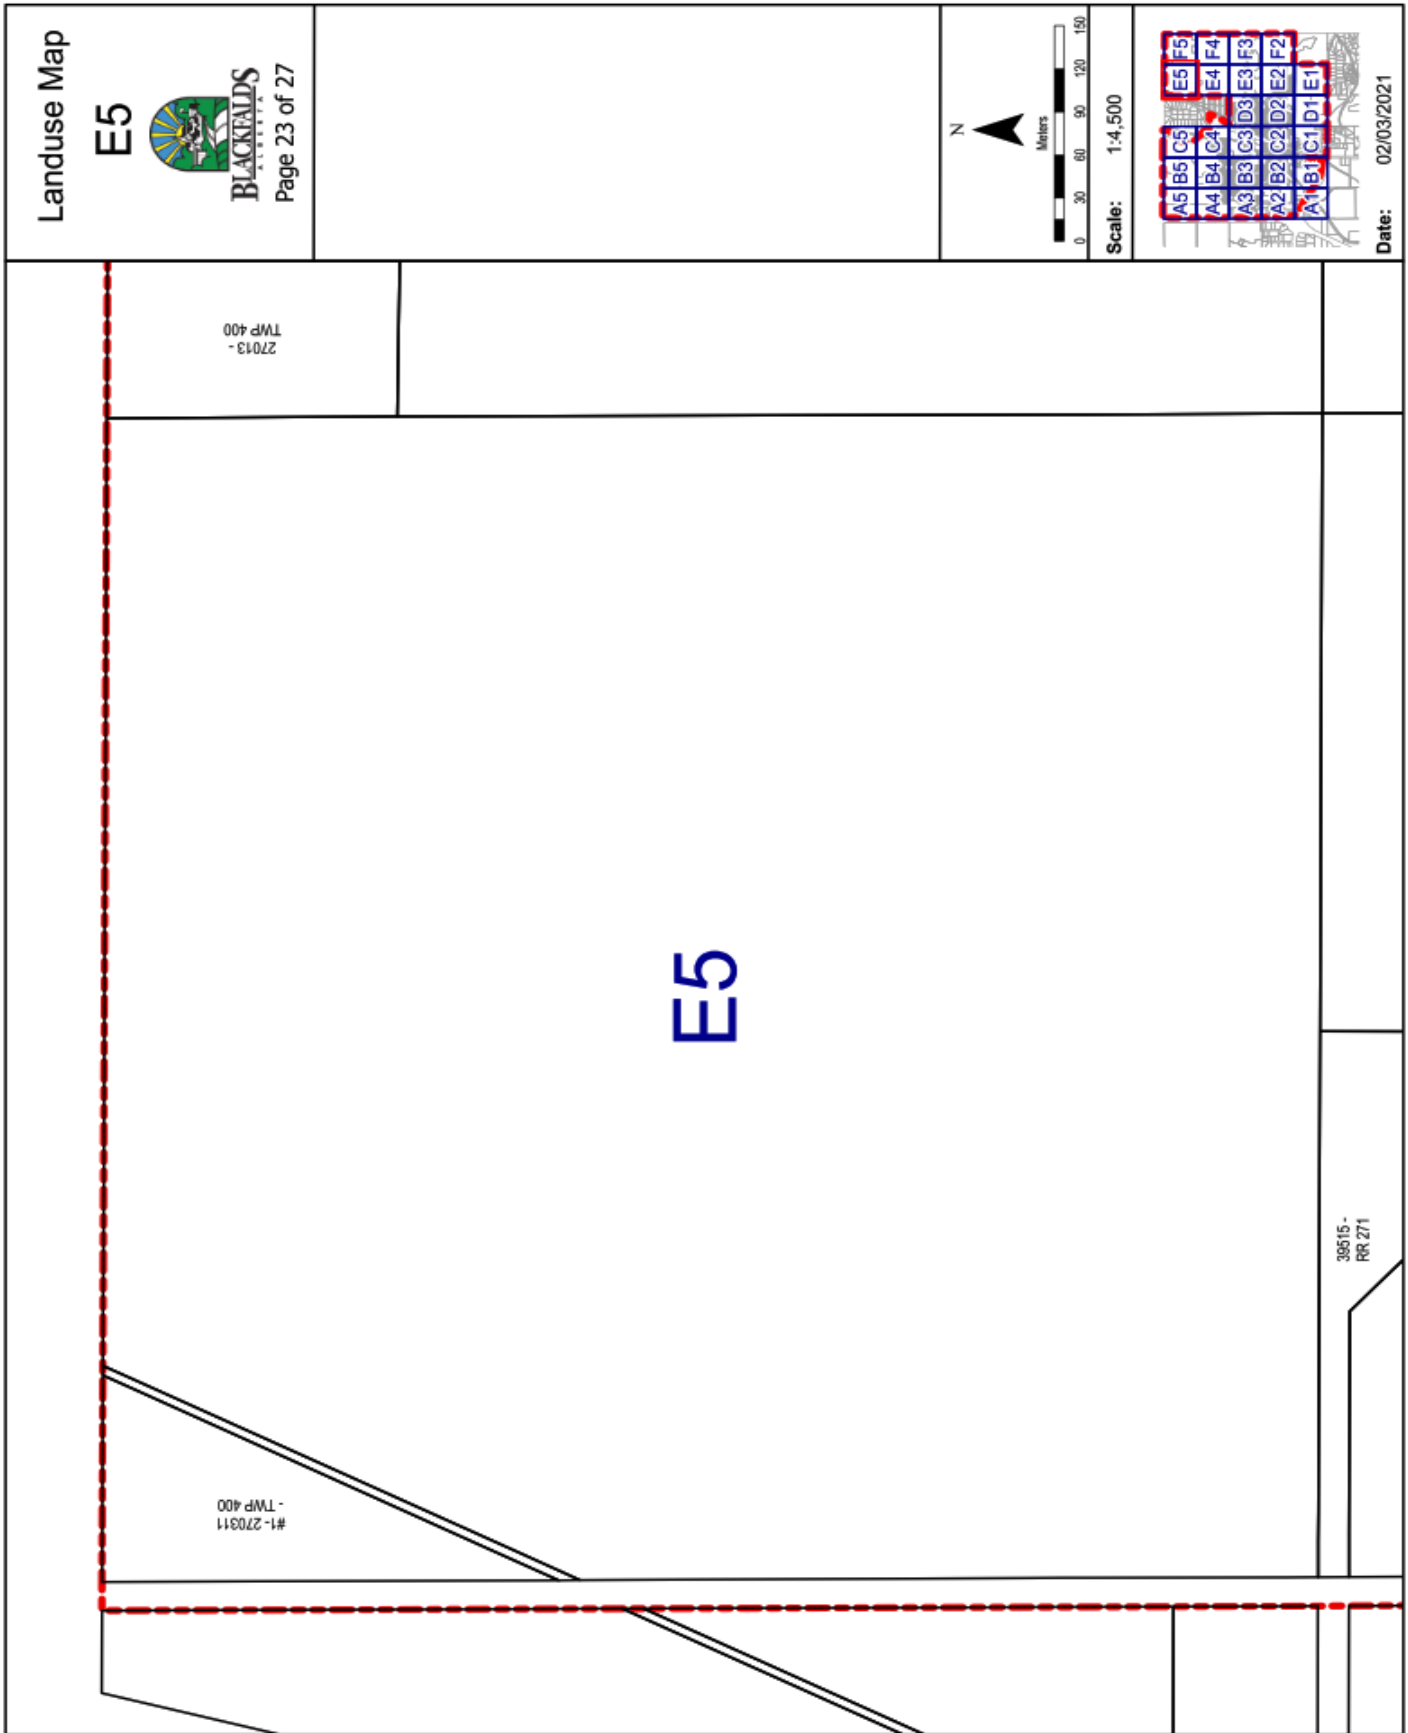 Landuse Map
E5
BLACKFALDS
ALBERTA
Page 23 of 27
N
Meters
0 30 60 90 120 150
Scale: 1:4,500
A5 B5 C5 E5 F5
A4 B4 C4 E4 F4
A3 B3 C3 D3 E3 F3
A2 B2 C2 D2 E2 F2
A1 B1 C1 D1 E1
Date: 02/03/2021
27013 -
TWP 400
E5
39515 -
RR 271
#1- 270311
- TWP 400